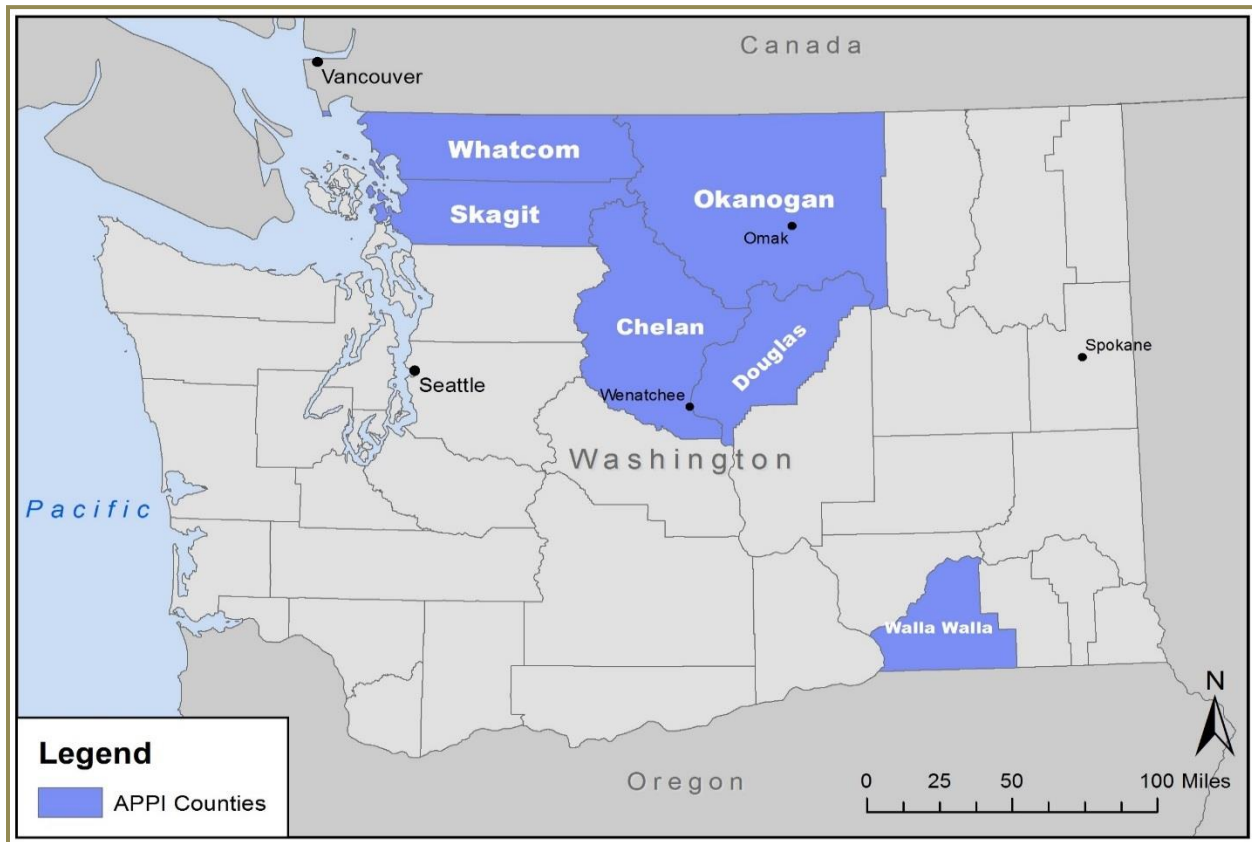 Canada
Vancouver
Whatcom
Okanogan
Skagit
Omak
Chelan
Douglas
Spokane
Seattle
Wenatchee
Washington
Pacific
Walla Walla
N
Legend
APPI Counties
Oregon
0 25 50 100 Miles